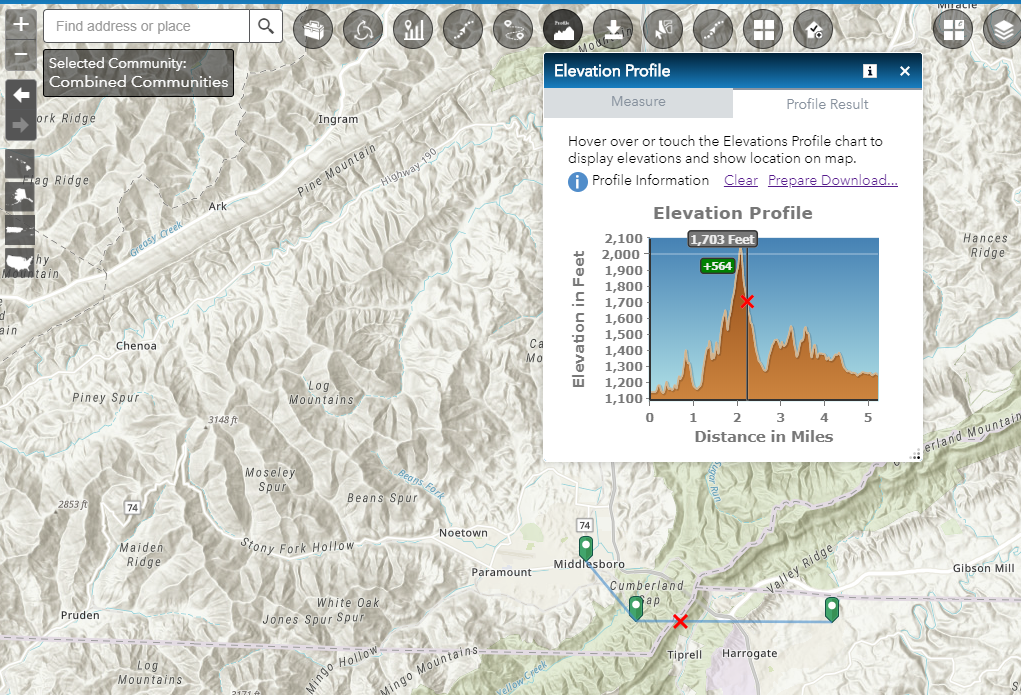 Find address or place
Selected Community:
Combined Communities
Profile
Mountain
Miracle
Elevation Profile
Measure
Profile Result
Hover over or touch the Elevations Profile chart to
display elevations and show location on map.
Profile Information Clear Prepare Download...
Elevation Profile
1,703 Feet
+564
Elevation in Feet
2,100
2,000
1,900
1,800
1,700
1,600
1,500
1,400
1,300
1,200
1,100
0 1 2 3 4 5
Distance in Miles
ork Ridge
Ingram
Pine Mountain
Highway 190
Flag Ridge
Ark
Greasy Creek
Hances
Ridge
Mountain
Chenoa
Log
Mountains
Piney Spur
3148 ft
Moseley
Spur
Beans Fork
Beans Spur
2853 ft
74
Maiden
Ridge
Stony Fork Hollow
Noetown
74
Middlesboro
Paramount
Cumberland
ap
Valley Ridge
Gibson Mill
erland Mountain
White Oak
Spur
Jones Spur
Pruden
Tiprell
Harrogate
Log
Mountains
Mingo Hollow
Mingo Mountains
3171 ft